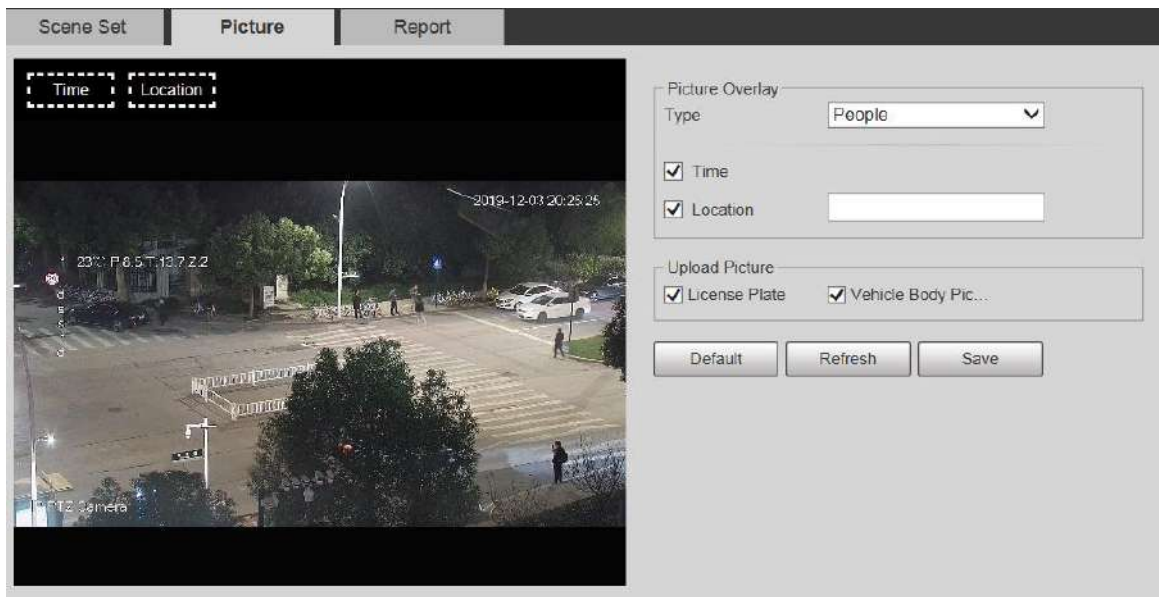 Scene Set
Picture
Report
Time
Location
2019-12-03 20:25:25
PTZ Camera
Picture Overlay
Type
People
Time
Location
Upload Picture
License Plate
Vehicle Body Pic...
Default
Refresh
Save